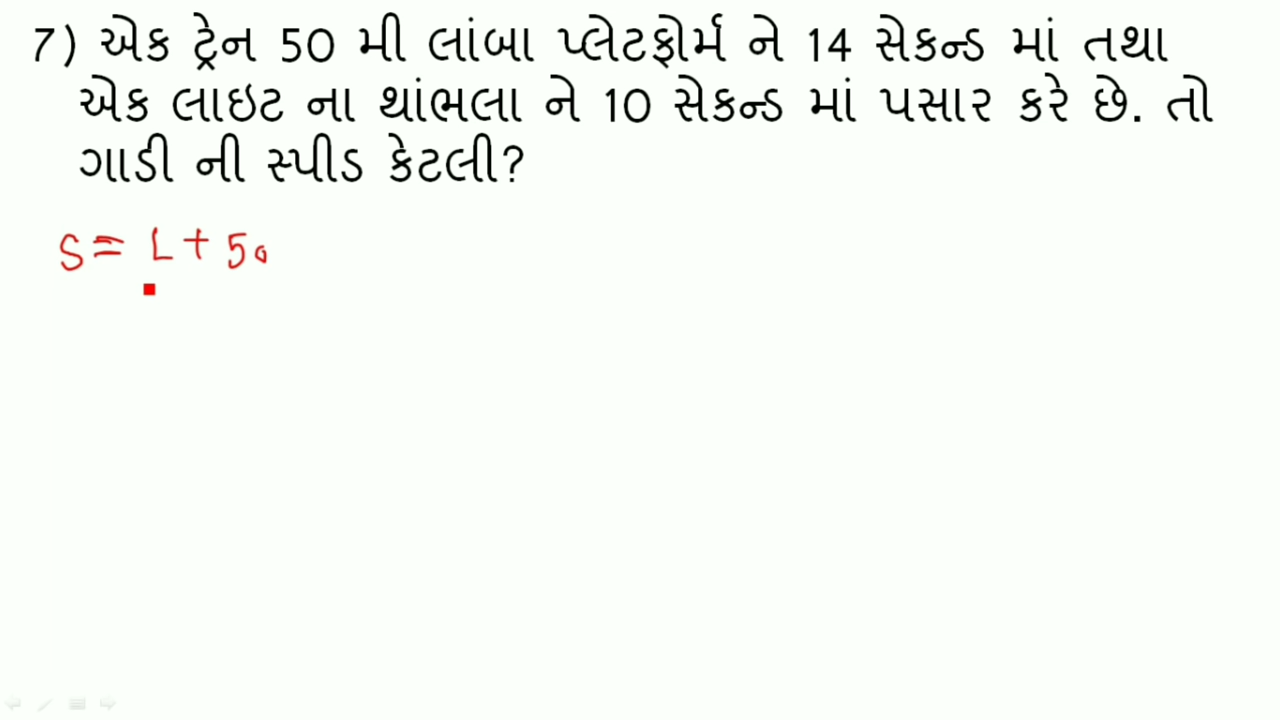 7) એક ટ્રેન 50 મી લાંબા પ્લેટફોર્મ ને 14 સેકન્ડ માં તથા
એક લાઇટ ના થાંભલા ને 10 સેકન્ડ માં પસાર કરે છે. તો
ગાડી ની સ્પીડ કેટલી?
S = L + 50